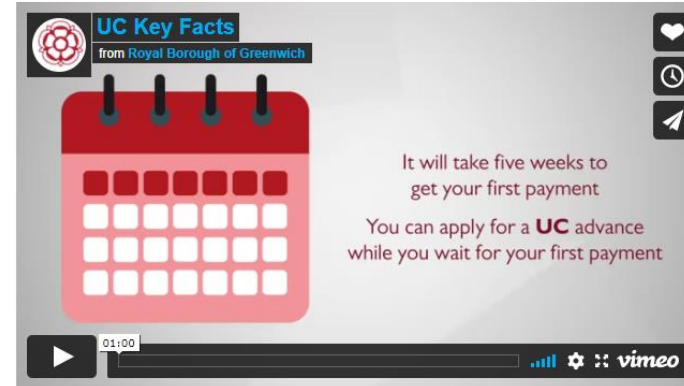 UC Key Facts
from Royal Borough of Greenwich
It will take five weeks to
get your first payment
You can apply for a UC advance
while you wait for your first payment
01:00
vimeo